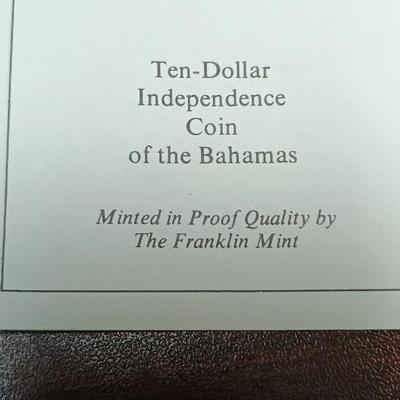 Ten-Dollar
Independence
Coin
of the Bahamas
Minted in Proof Quality by
The Franklin Mint